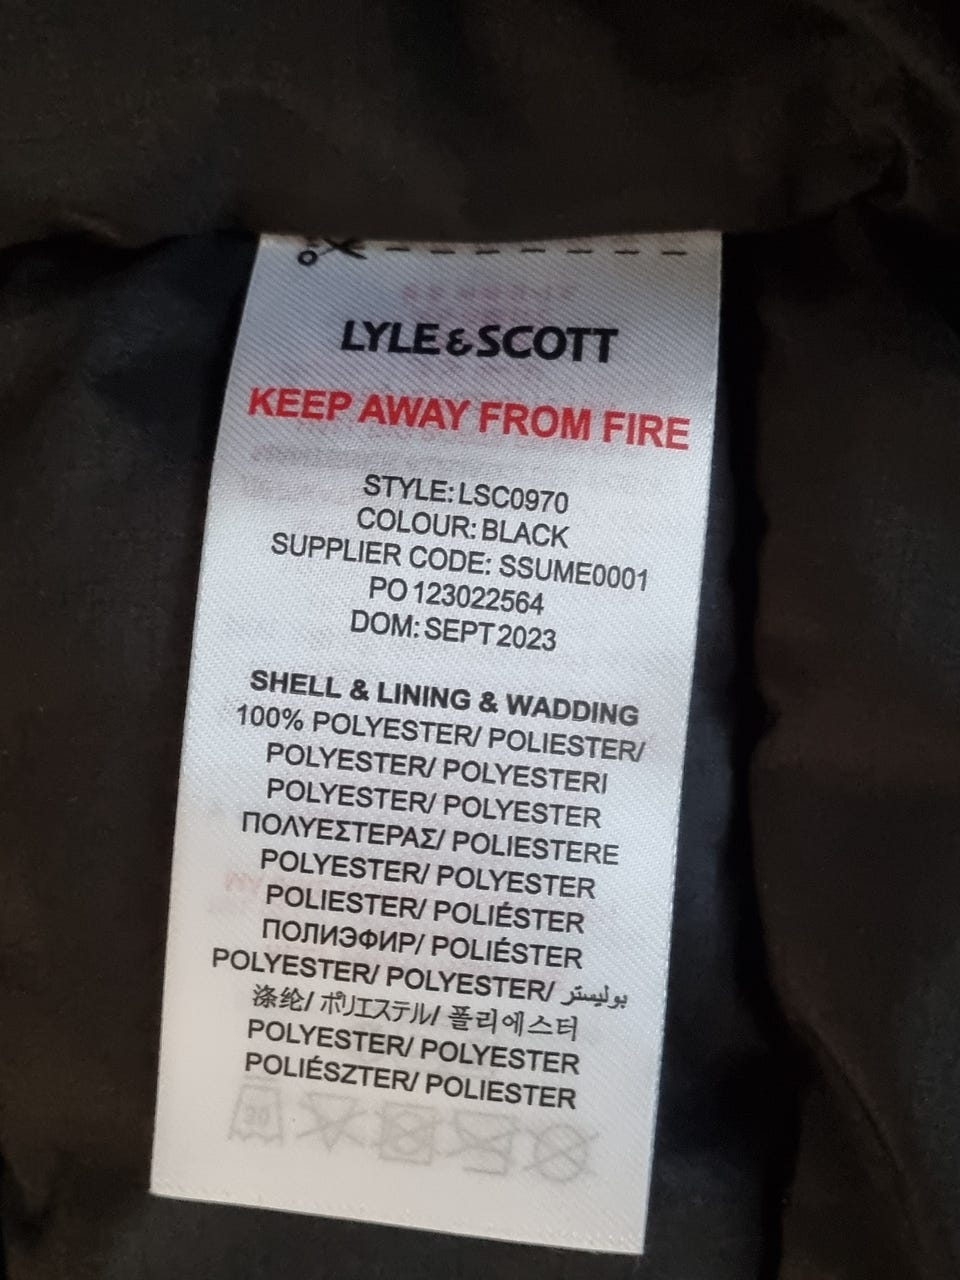 LYLE & SCOTT
KEEP AWAY FROM FIRE
STYLE: LSC0970
COLOUR: BLACK
SUPPLIER CODE: SSUME0001
PO 123022564
DOM: SEPT 2023
SHELL & LINING & WADDING
100% POLYESTER/ POLIESTER/
POLYESTER/ POLYESTERI
POLYESTER/ POLYESTER
ΠΟΛΥΕΣΤΕΡΑΣ/ POLIESTERE
POLYESTER/ POLYESTER
POLIESTER/ POLIÉSTER
ПОЛИЭФИР/ POLIÉSTER
POLYESTER/ POLYESTER/ بوليستر
涤纶/ ポリエステル/ 폴리에스터
POLYESTER/ POLYESTER
POLIÉSZTER/ POLIESTER
30